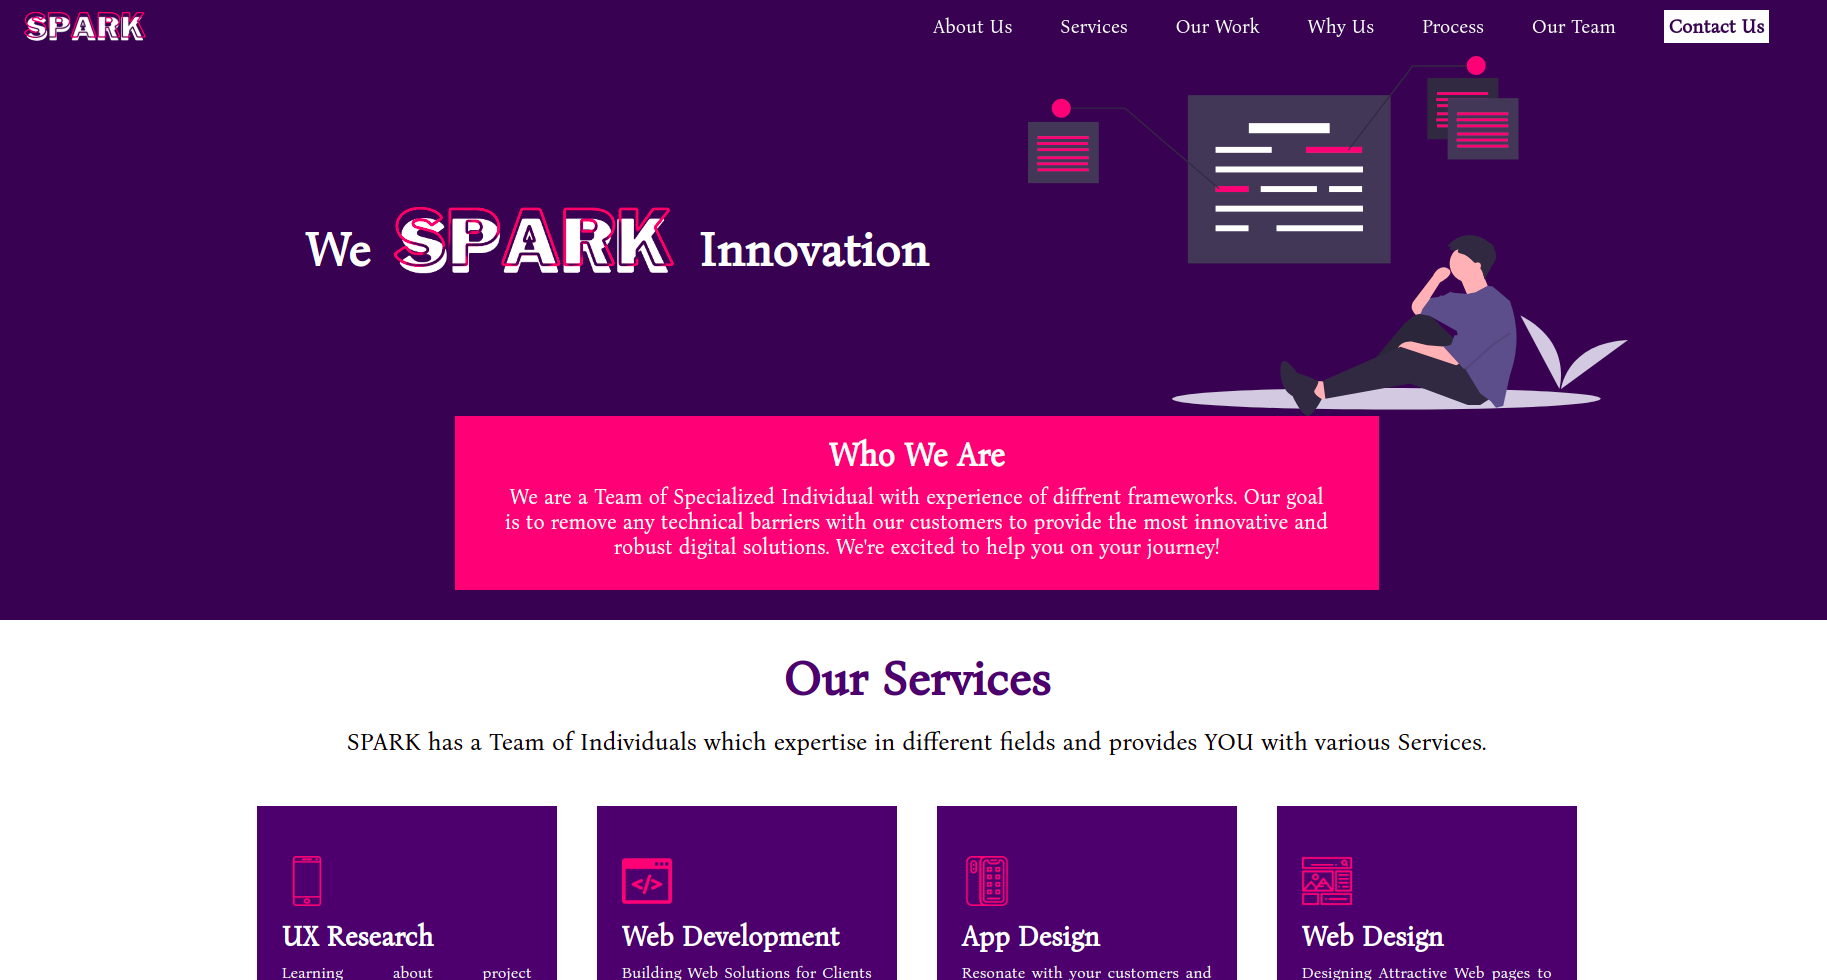 SPARK
About Us Services Our Work Why Us Process Our Team Contact Us
We SPARK Innovation
Who We Are
We are a Team of Specialized Individual with experience of diffrent frameworks. Our goal
is to remove any technical barriers with our customers to provide the most innovative and
robust digital solutions. We're excited to help you on your journey!
Our Services
SPARK has a Team of Individuals which expertise in different fields and provides YOU with various Services.
UX Research
Learning about project
Web Development
Building Web Solutions for Clients
App Design
Resonate with your customers and
Web Design
Designing Attractive Web pages to